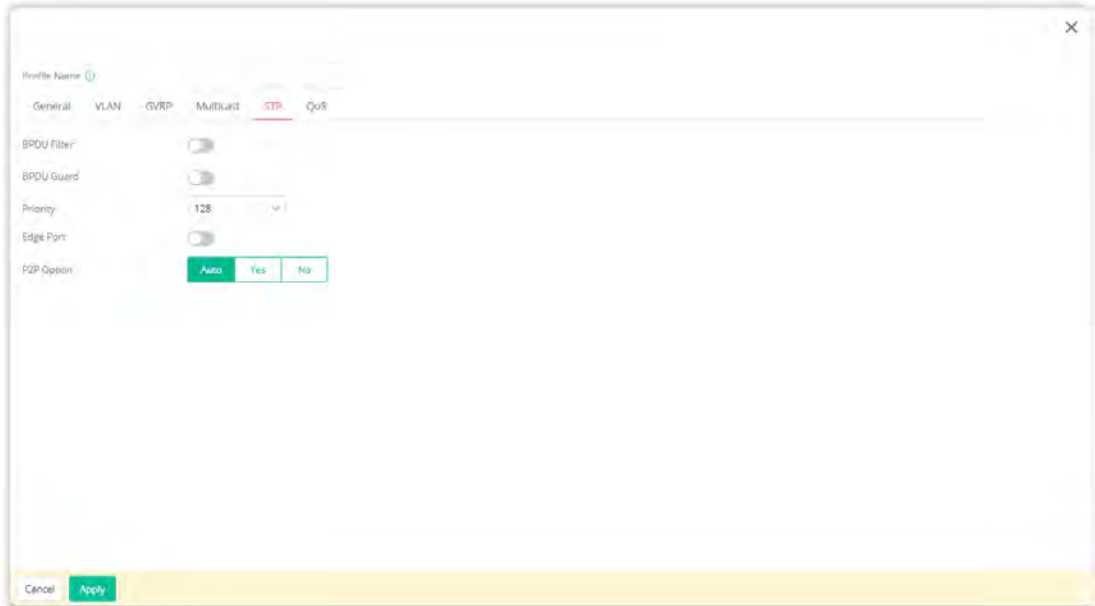 Profile Name
General VLAN GVRP Multicast STP QoS
BPDU Filter
BPDU Guard
Priority 128
Edge Port
P2P Option Auto Yes No
Cancel Apply